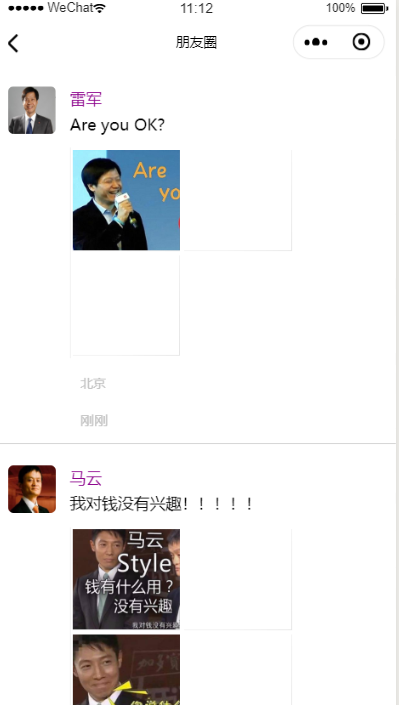 WeChat 11:12 100%
朋友圈
雷军
Are you OK?
Are
yo
北京
刚刚
马云
我对钱没有兴趣！！！！！
马云
Style
钱有什么用？
没有兴趣
我对钱没有兴趣